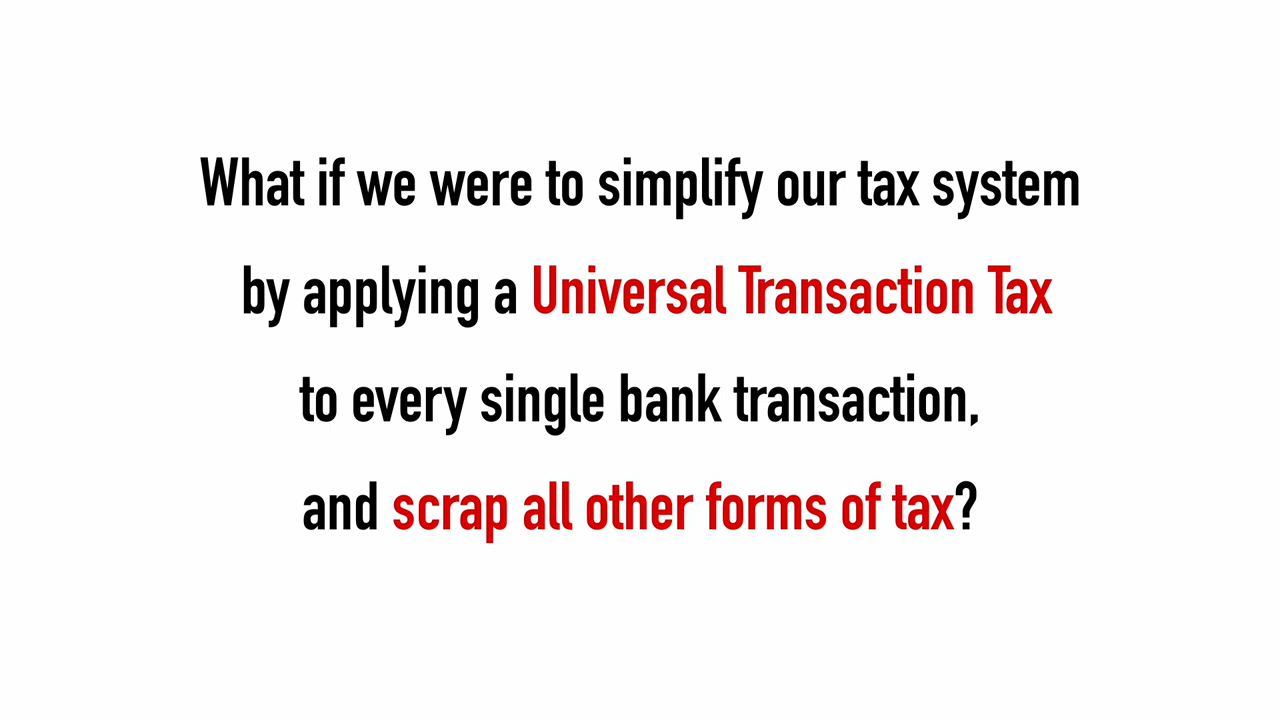 What if we were to simplify our tax system
by applying a Universal Transaction Tax
to every single bank transaction,
and scrap all other forms of tax?